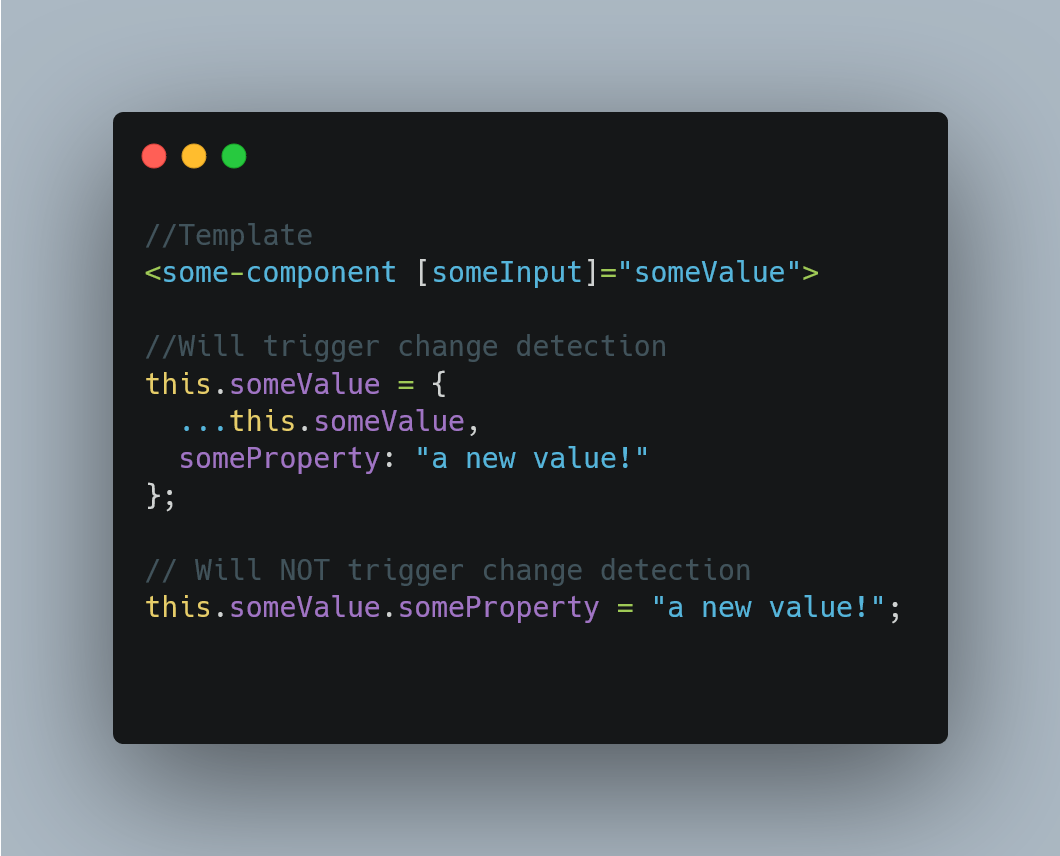 //Template
<some-component [someInput]="someValue">
//Will trigger change detection
this.someValue = {
  ...this.someValue,
  someProperty: "a new value!"
};
// Will NOT trigger change detection
this.someValue.someProperty = "a new value!";